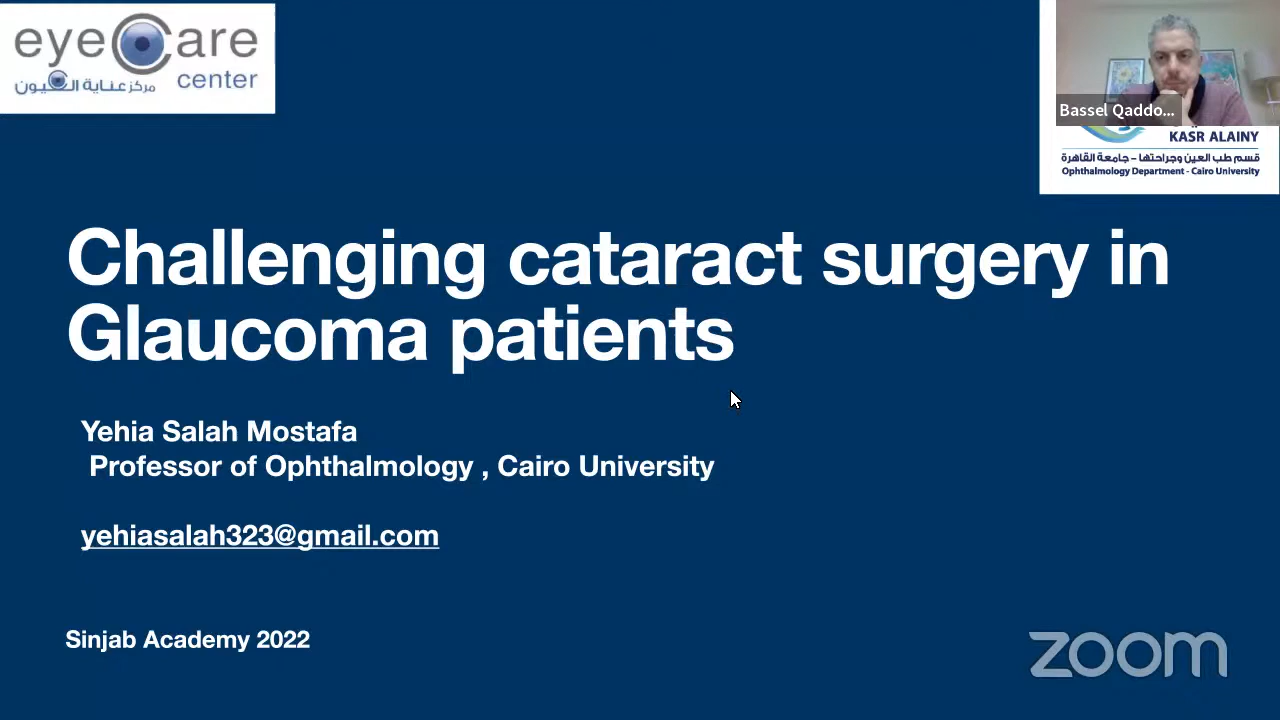 eyeCare
center
مركز عناية العيون
Bassel Qaddo...
KASR ALAINY
قسم طب العين وجراحتها - جامعة القاهرة
Ophthalmology Department - Cairo University
Challenging cataract surgery in
Glaucoma patients
Yehia Salah Mostafa
Professor of Ophthalmology , Cairo University
yehiasalah323@gmail.com
Sinjab Academy 2022
zoom